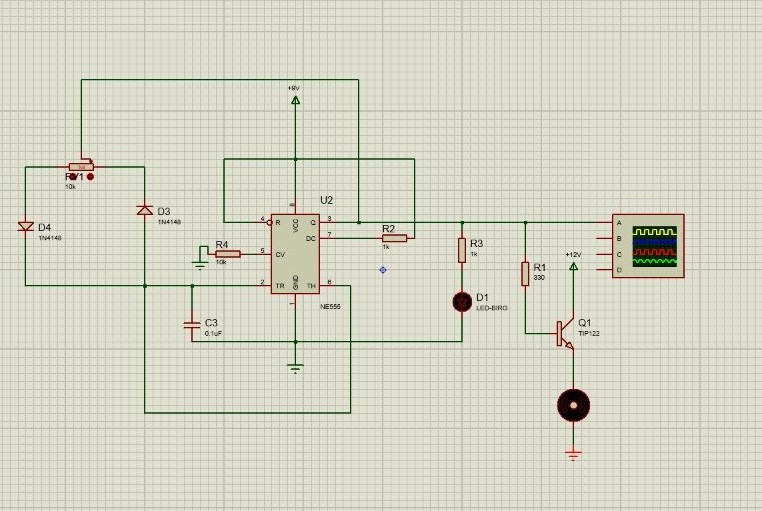 +9V
RV1
10k
U2
D3
1N4148
D4
1N4148
4
R
VCC
8
Q
3
DC
7
R2
1k
R4
10k
5
CV
GND
1
2
TR
TH
6
NE555
C3
0.1uF
R3
1k
D1
LED-BIRG
R1
330
+12V
Q1
TIP122
A
B
C
D